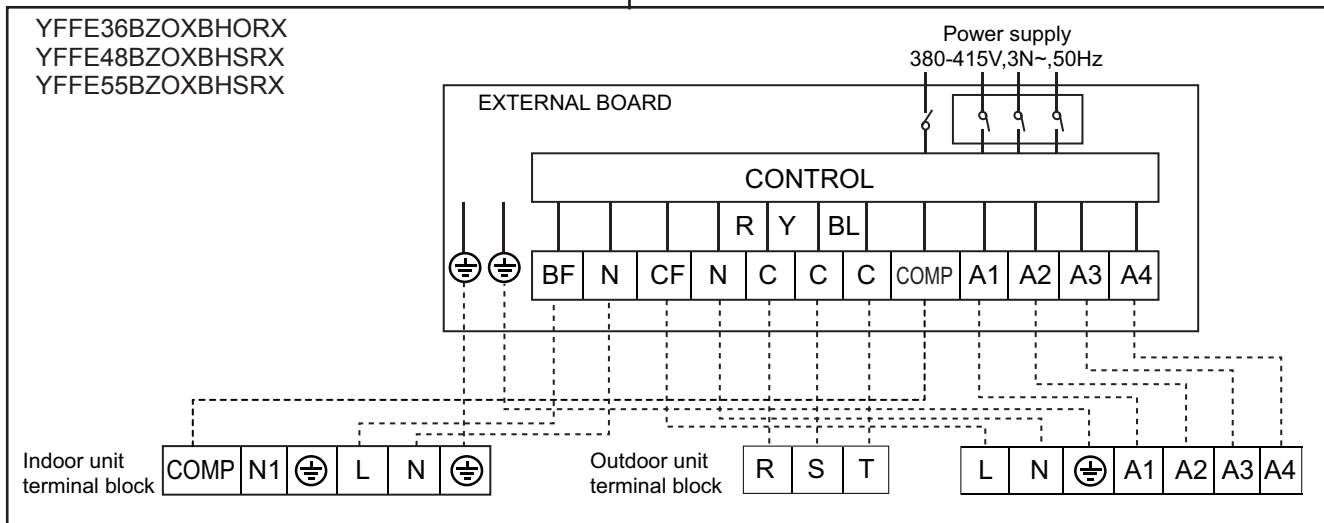 YFFE36BZOXBHORX
YFFE48BZOXBHSRX
YFFE55BZOXBHSRX
Power supply
380-415V,3N~,50Hz
EXTERNAL BOARD
CONTROL
R Y BL
BF N CF N C C C COMP A1 A2 A3 A4
Indoor unit
terminal block
COMP N1 L N
Outdoor unit
terminal block
R S T
L N A1 A2 A3 A4